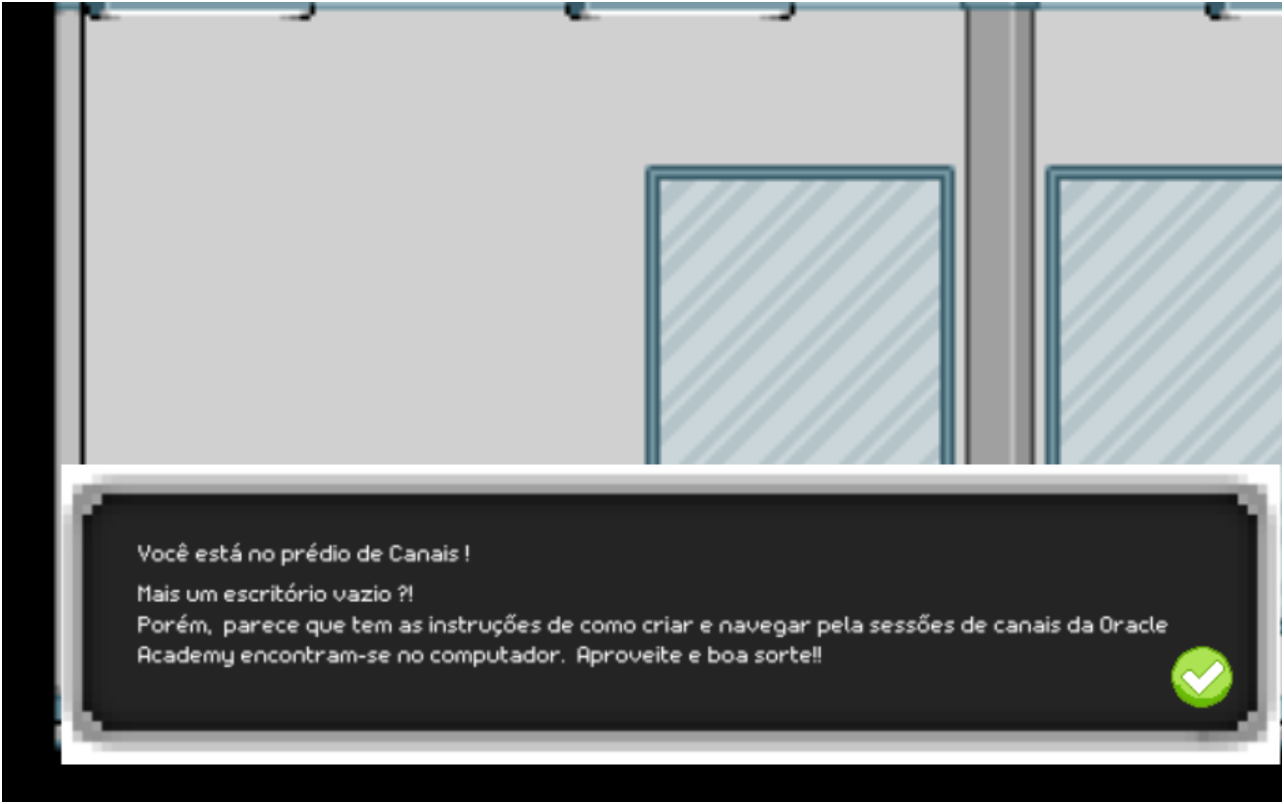 Você está no prédio de Canais !
Mais um escritório vazio ?!
Porém, parece que tem as instruções de como criar e navegar pela sessões de canais da Oracle
Academy encontram-se no computador. Aproveite e boa sorte!!